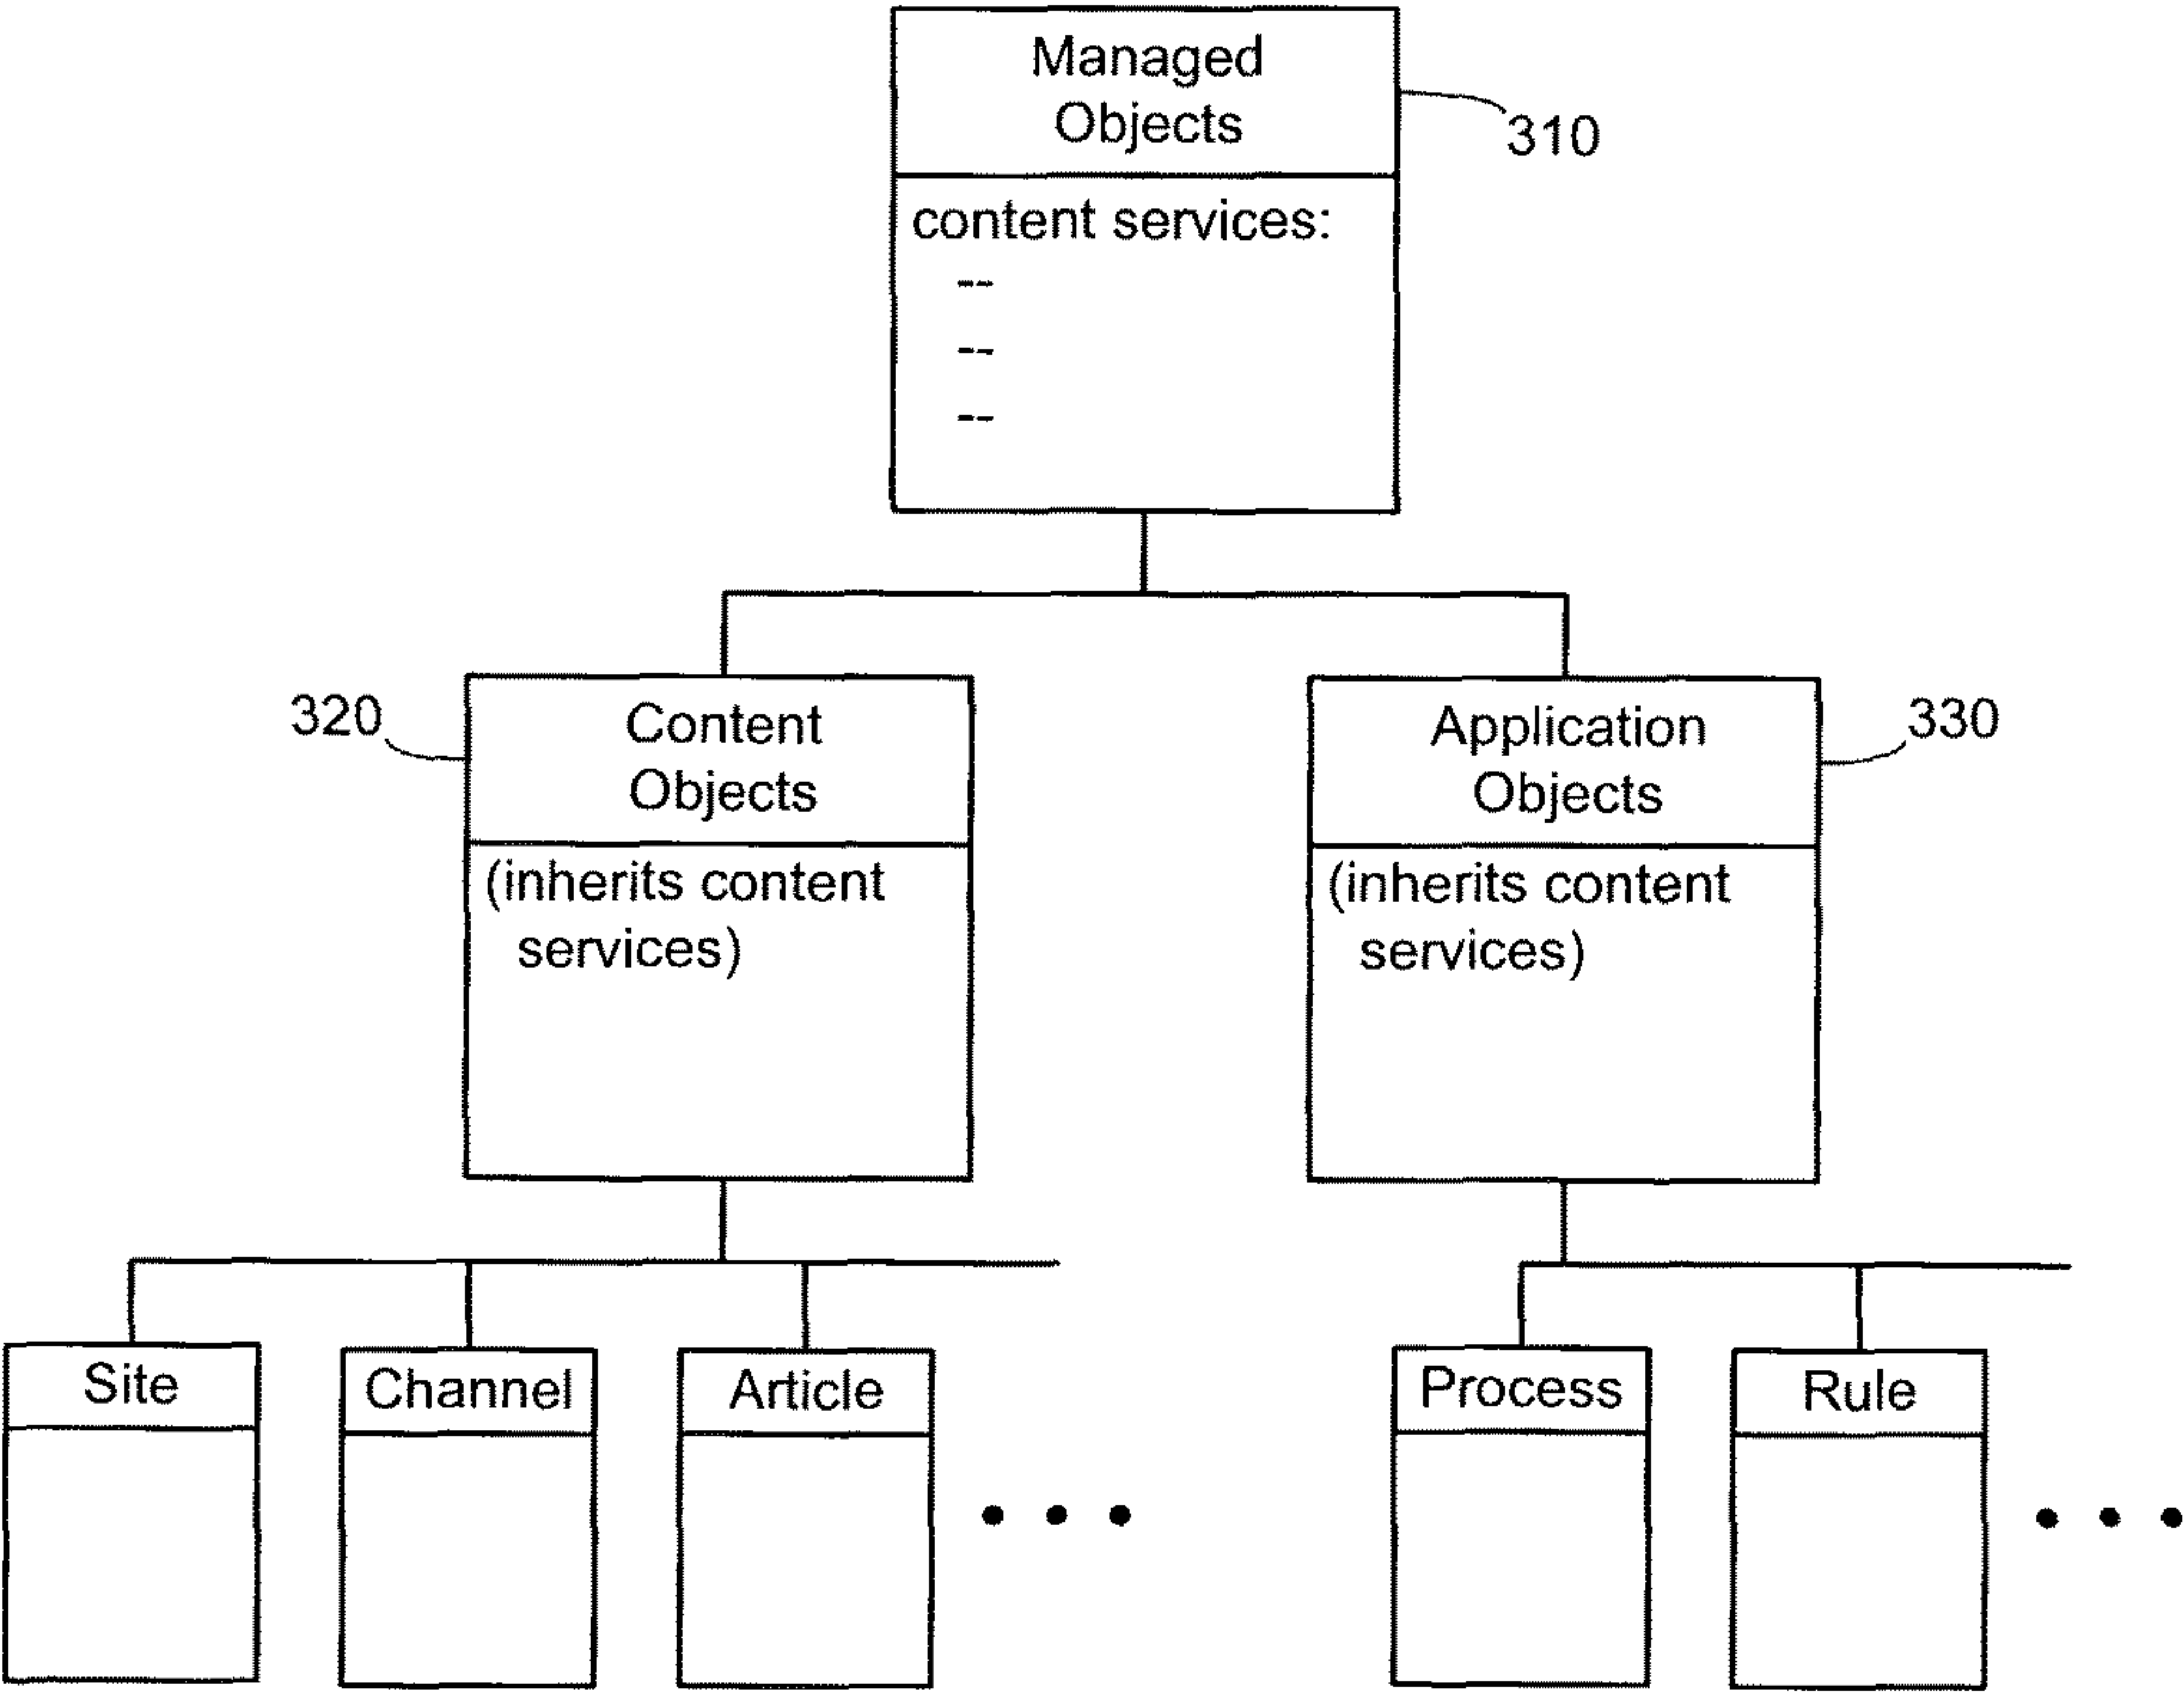 Managed
Objects
310
content services:
--
--
--
320
Content
Objects
(inherits content
services)
Application
Objects
330
(inherits content
services)
Site
Channel
Article
Process
Rule